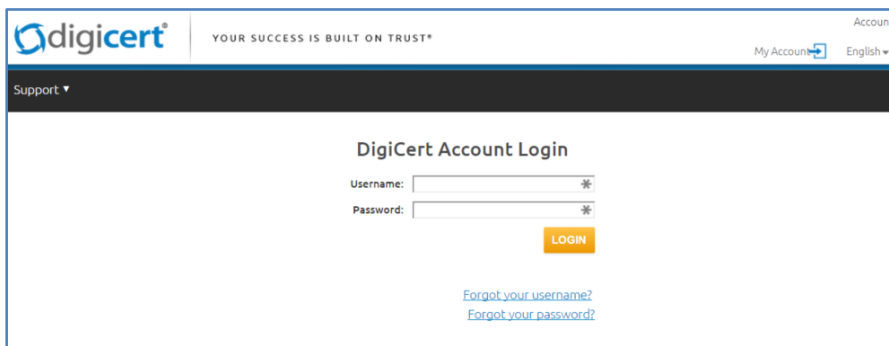 digicert®
YOUR SUCCESS IS BUILT ON TRUST®
Accoun
My Account
English
Support
DigiCert Account Login
Username:
Password:
LOGIN
Forgot your username?
Forgot your password?